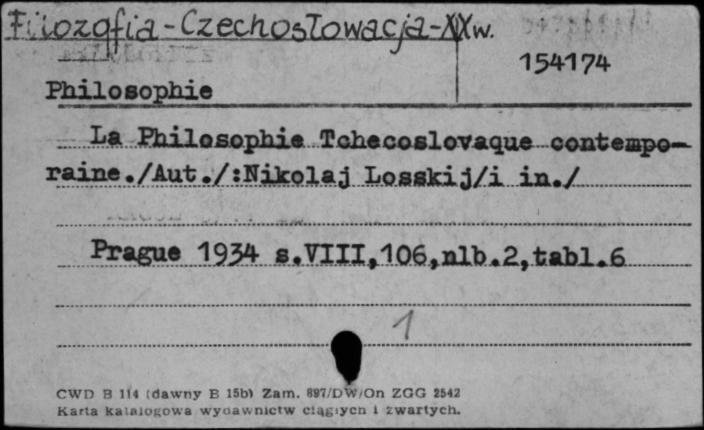 Filozofia-Czechosłowacja-XXw.
154174
Philosophie
La Philosophie Tchecoslovaque contempo-
raine./Aut./:Nikolaj Losskij/i in./
Prague 1934 s.VIII,106,nlb.2,tabl.6
1
CWD B 114 (dawny B 15b) Zam. 897/DW/On ZGG 2542
Karta katalogowa wydawnictw ciągłych i zwartych.